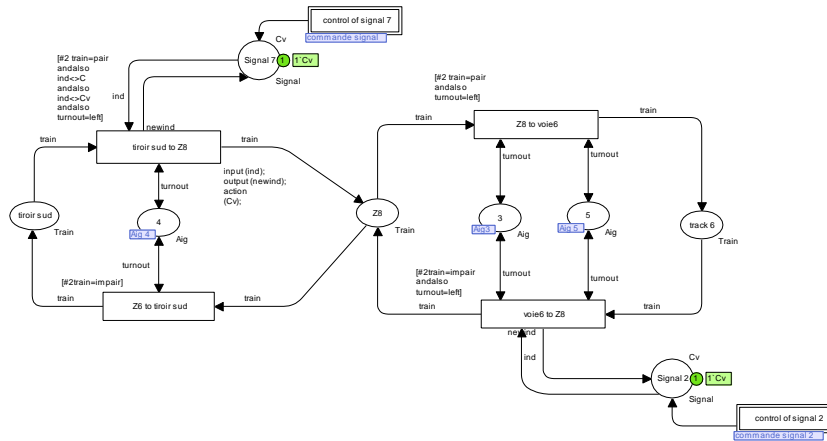 control of signal 7
commande signal
Cv
Signal 7
1
1`Cv
Signal
[#2 train=pair
andalso
ind<>C
andalso
ind<>Cv
andalso
turnout=left]
ind
newind
train
tiroir sud to Z8
train
input (ind);
output (newind);
action
(Cv);
turnout
tiroir sud
Train
4
Aig 4
Aig
turnout
[#2train=impair]
train
Z6 to tiroir sud
train
Z8
Train
[#2 train=pair
andalso
turnout=left]
train
Z8 to voie6
train
turnout
turnout
3
Aig3
Aig
5
Aig 5
Aig
track 6
Train
turnout
turnout
[#2train=impair
andalso
turnout=left]
train
voie6 to Z8
train
newind
ind
Cv
Signal 2
1
1`Cv
Signal
control of signal 2
commande signal 2